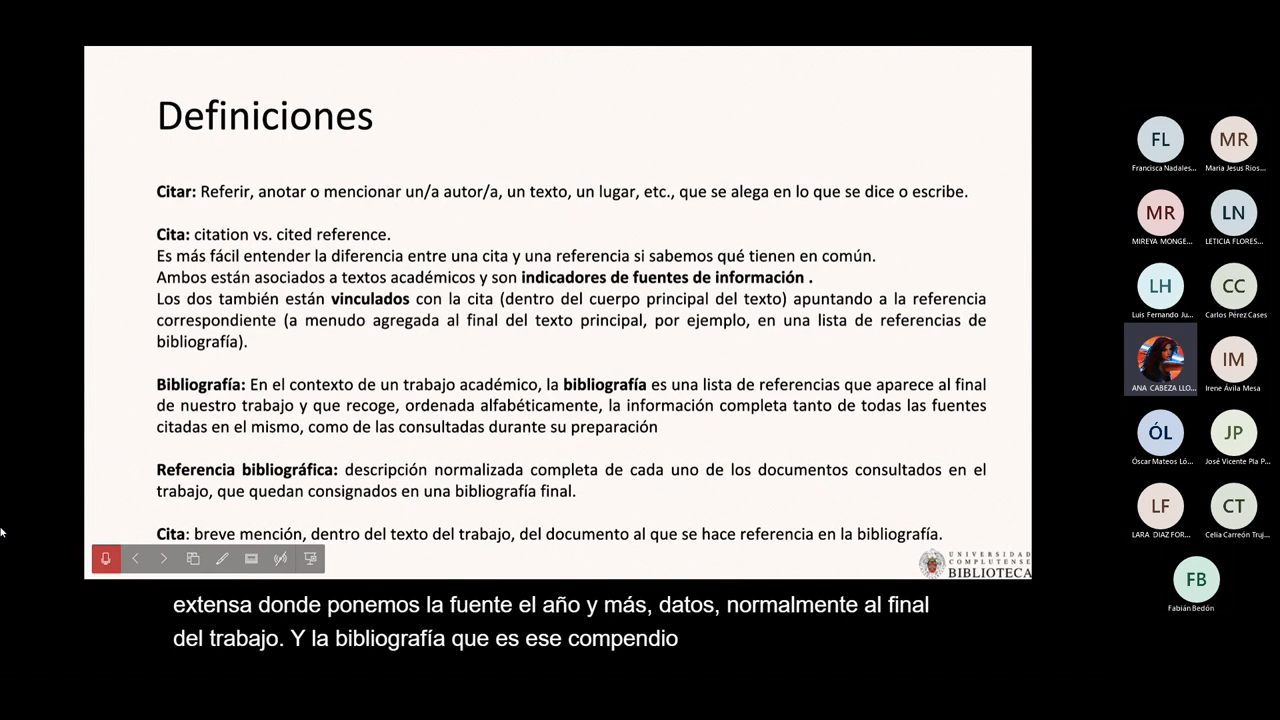 Definiciones
Citar: Referir, anotar o mencionar un/a autor/a, un texto, un lugar, etc., que se alega en lo que se dice o escribe.
Cita: citation vs. cited reference.
Es más fácil entender la diferencia entre una cita y una referencia si sabemos qué tienen en común.
Ambos están asociados a textos académicos y son indicadores de fuentes de información .
Los dos también están vinculados con la cita (dentro del cuerpo principal del texto) apuntando a la referencia
correspondiente (a menudo agregada al final del texto principal, por ejemplo, en una lista de referencias de
bibliografía).
Bibliografía: En el contexto de un trabajo académico, la bibliografía es una lista de referencias que aparece al final
de nuestro trabajo y que recoge, ordenada alfabéticamente, la información completa tanto de todas las fuentes
citadas en el mismo, como de las consultadas durante su preparación
Referencia bibliográfica: descripción normalizada completa de cada uno de los documentos consultados en el
trabajo, que quedan consignados en una bibliografía final.
Cita: breve mención, dentro del texto del trabajo, del documento al que se hace referencia en la bibliografía.
UNIVERSIDAD
COMPLUTENSE
BIBLIOTECA
extensa donde ponemos la fuente el año y más, datos, normalmente al final
del trabajo. Y la bibliografía que es ese compendio
FL MR
Francisca Nadales... Maria Jesus Rios...
MR LN
MIREYA MONGE... LETICIA FLORES...
LH CC
Luis Fernando Ju... Carlos Pérez Cases
IM
ANA CABEZA LLO... Irene Ávila Mesa
ÓL JP
Óscar Mateos Ló... José Vicente Pla P...
LF CT
LARA DIAZ FOR... Celia Carreón Truj...
FB
Fabián Bedón